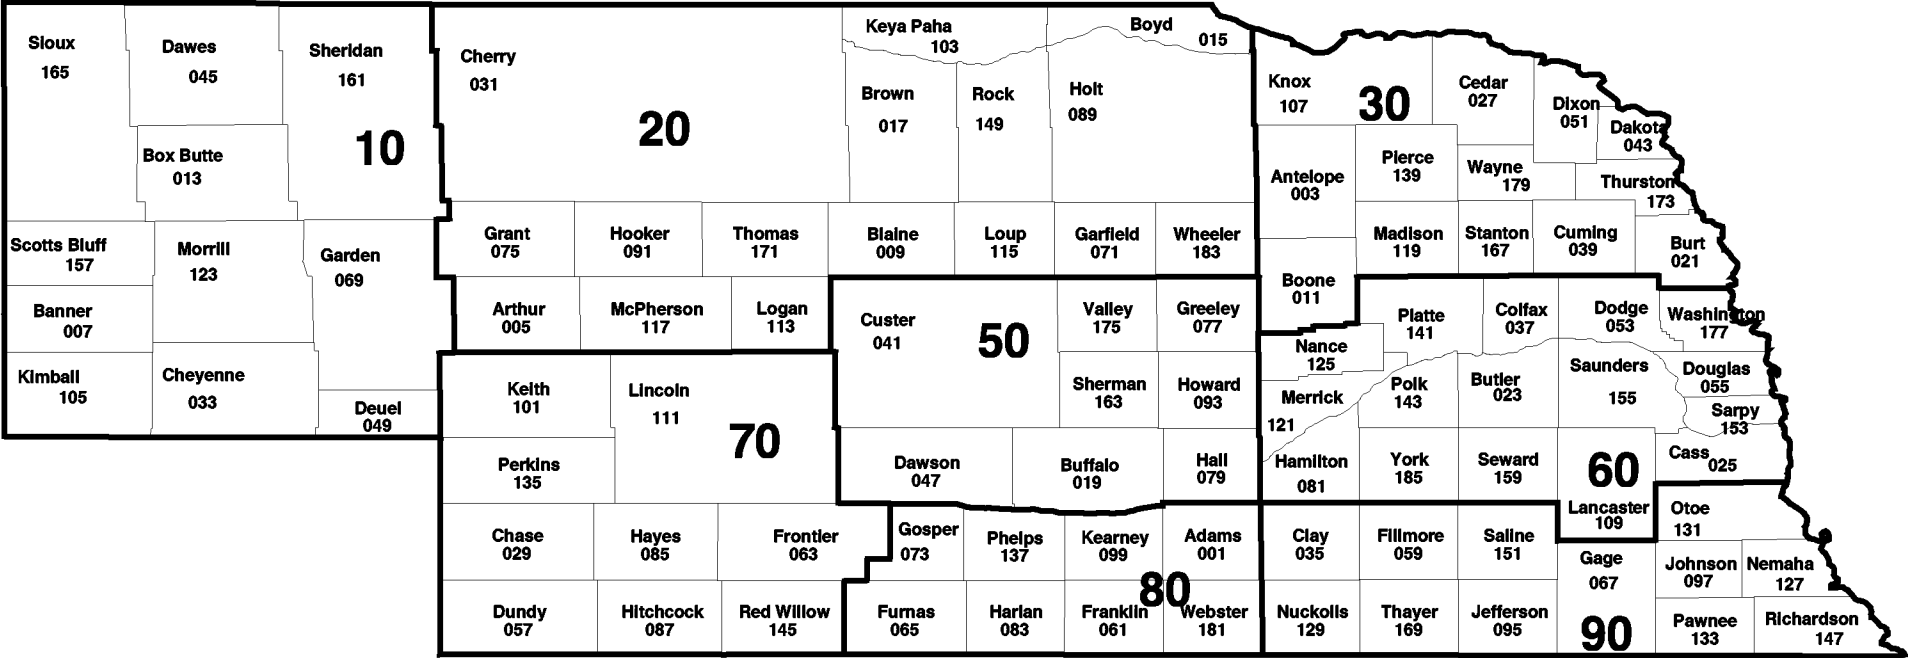 Sioux
165
Dawes
045
Sheridan
161
Box Butte
013
10
Scotts Bluff
157
Morrill
123
Garden
069
Banner
007
Kimball
105
Cheyenne
033
Deuel
049
Cherry
031
20
Keya Paha
103
Boyd
015
Brown
017
Rock
149
Holt
089
Grant
075
Hooker
091
Thomas
171
Blaine
009
Loup
115
Garfield
071
Wheeler
183
Arthur
005
McPherson
117
Logan
113
Knox
107
30
Cedar
027
Dixon
051
Dakota
043
Antelope
003
Pierce
139
Wayne
179
Thurston
173
Madison
119
Stanton
167
Cuming
039
Burt
021
Boone
011
Custer
041
50
Valley
175
Greeley
077
Sherman
163
Howard
093
Dawson
047
Buffalo
019
Hall
079
Platte
141
Colfax
037
Dodge
053
Washington
177
Nance
125
Merrick
121
Polk
143
Butler
023
Saunders
155
Douglas
055
Sarpy
153
Hamilton
081
York
185
Seward
159
60
Cass
025
Lancaster
109
Keith
101
Lincoln
111
70
Perkins
135
Chase
029
Hayes
085
Frontier
063
Dundy
057
Hitchcock
087
Red Willow
145
Gosper
073
Phelps
137
Kearney
099
Adams
001
80
Furnas
065
Harlan
083
Franklin
061
Webster
181
Clay
035
Fillmore
059
Saline
151
Otoe
131
Gage
067
Johnson
097
Nemaha
127
Nuckolls
129
Thayer
169
Jefferson
095
90
Pawnee
133
Richardson
147